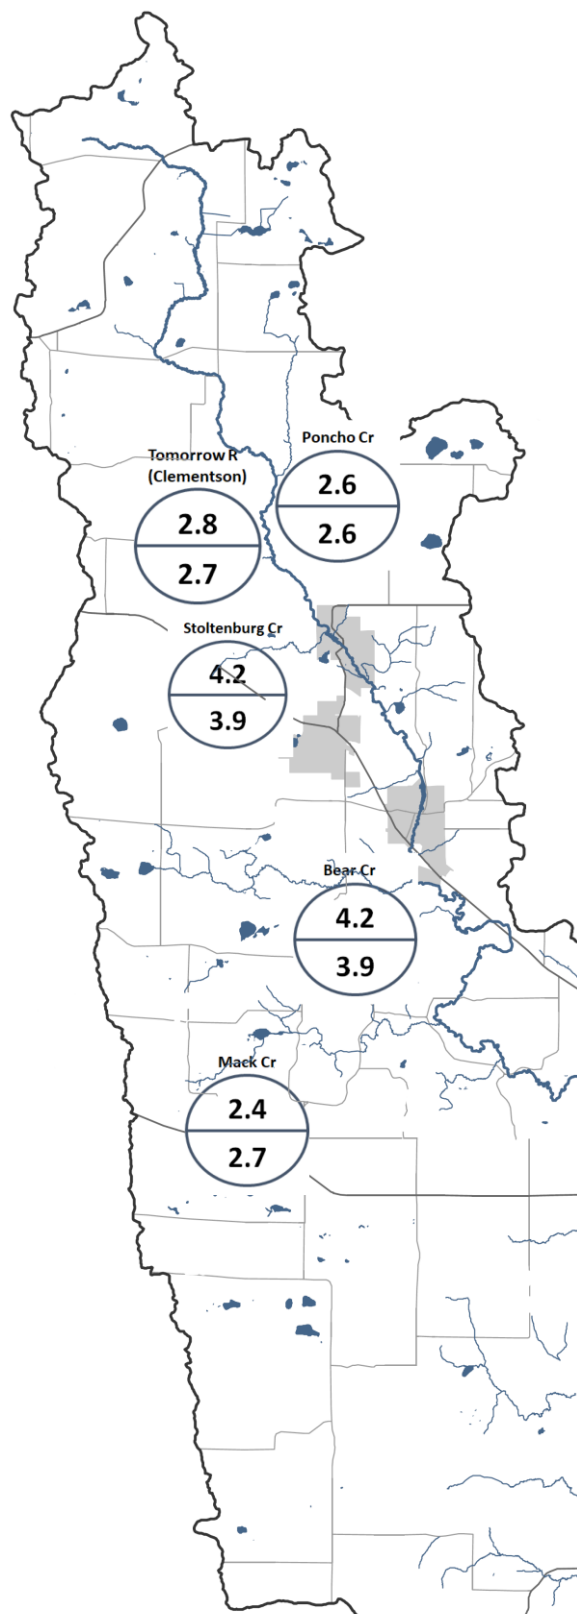 Poncho Cr
2.6
2.6
Tomorrow R
(Clementson)
2.8
2.7
Stoltenburg Cr
4.2
3.9
Bear Cr
4.2
3.9
Mack Cr
2.4
2.7